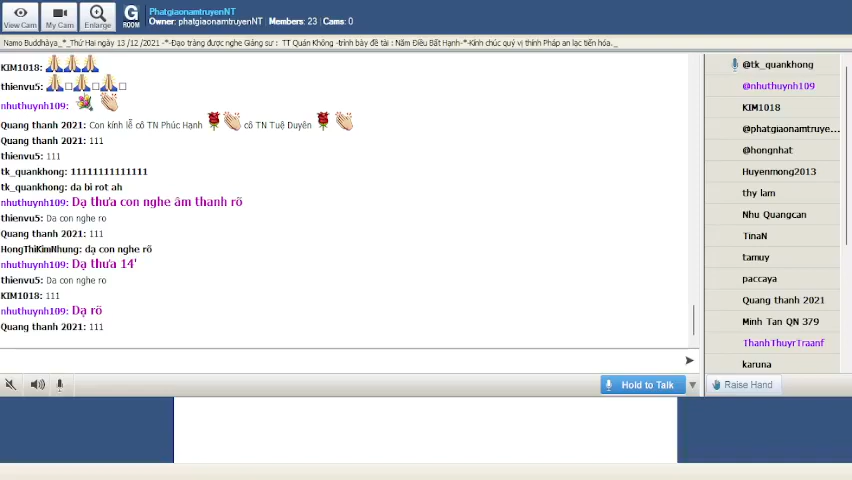 View Cam
My Cam
Enlarge
G
ROOM
PhatgiaonamtruyenNT
Owner: phatgiaonamtruyenNT | Members: 23 | Cams: 0
Namo Buddhàya_*_Thứ Hai ngày 13 /12 /2021 -*-Đạo tràng được nghe Giảng sư : TT Quán Không -trình bày đề tài : Năm Điều Bất Hạnh-*-Kính chúc quý vị thính Pháp an lạc tiến hóa._
KIM1018:
thienvu5:
nhuthuynh109:
Quang thanh 2021: Con kính lễ cô TN Phúc Hạnh cô TN Tuệ Duyên
Quang thanh 2021: 111
thienvu5: 111
tk_quankhong: 11111111111111
tk_quankhong: da bi rot ah
nhuthuynh109: Dạ thưa con nghe âm thanh rõ
thienvu5: Da con nghe ro
Quang thanh 2021: 111
HongThiKimNhung: dạ con nghe rõ
nhuthuynh109: Dạ thưa 14'
thienvu5: Da con nghe ro
KIM1018: 111
nhuthuynh109: Dạ rõ
Quang thanh 2021: 111
@tk_quankhong
@nhuthuynh109
KIM1018
@phatgiaonamtruye...
@hongnhat
Huyenmong2013
thy lam
Nhu Quangcan
TinaN
tamuy
paccaya
Quang thanh 2021
Minh Tan QN 379
ThanhThuyrTraanf
karuna
Hold to Talk
Raise Hand